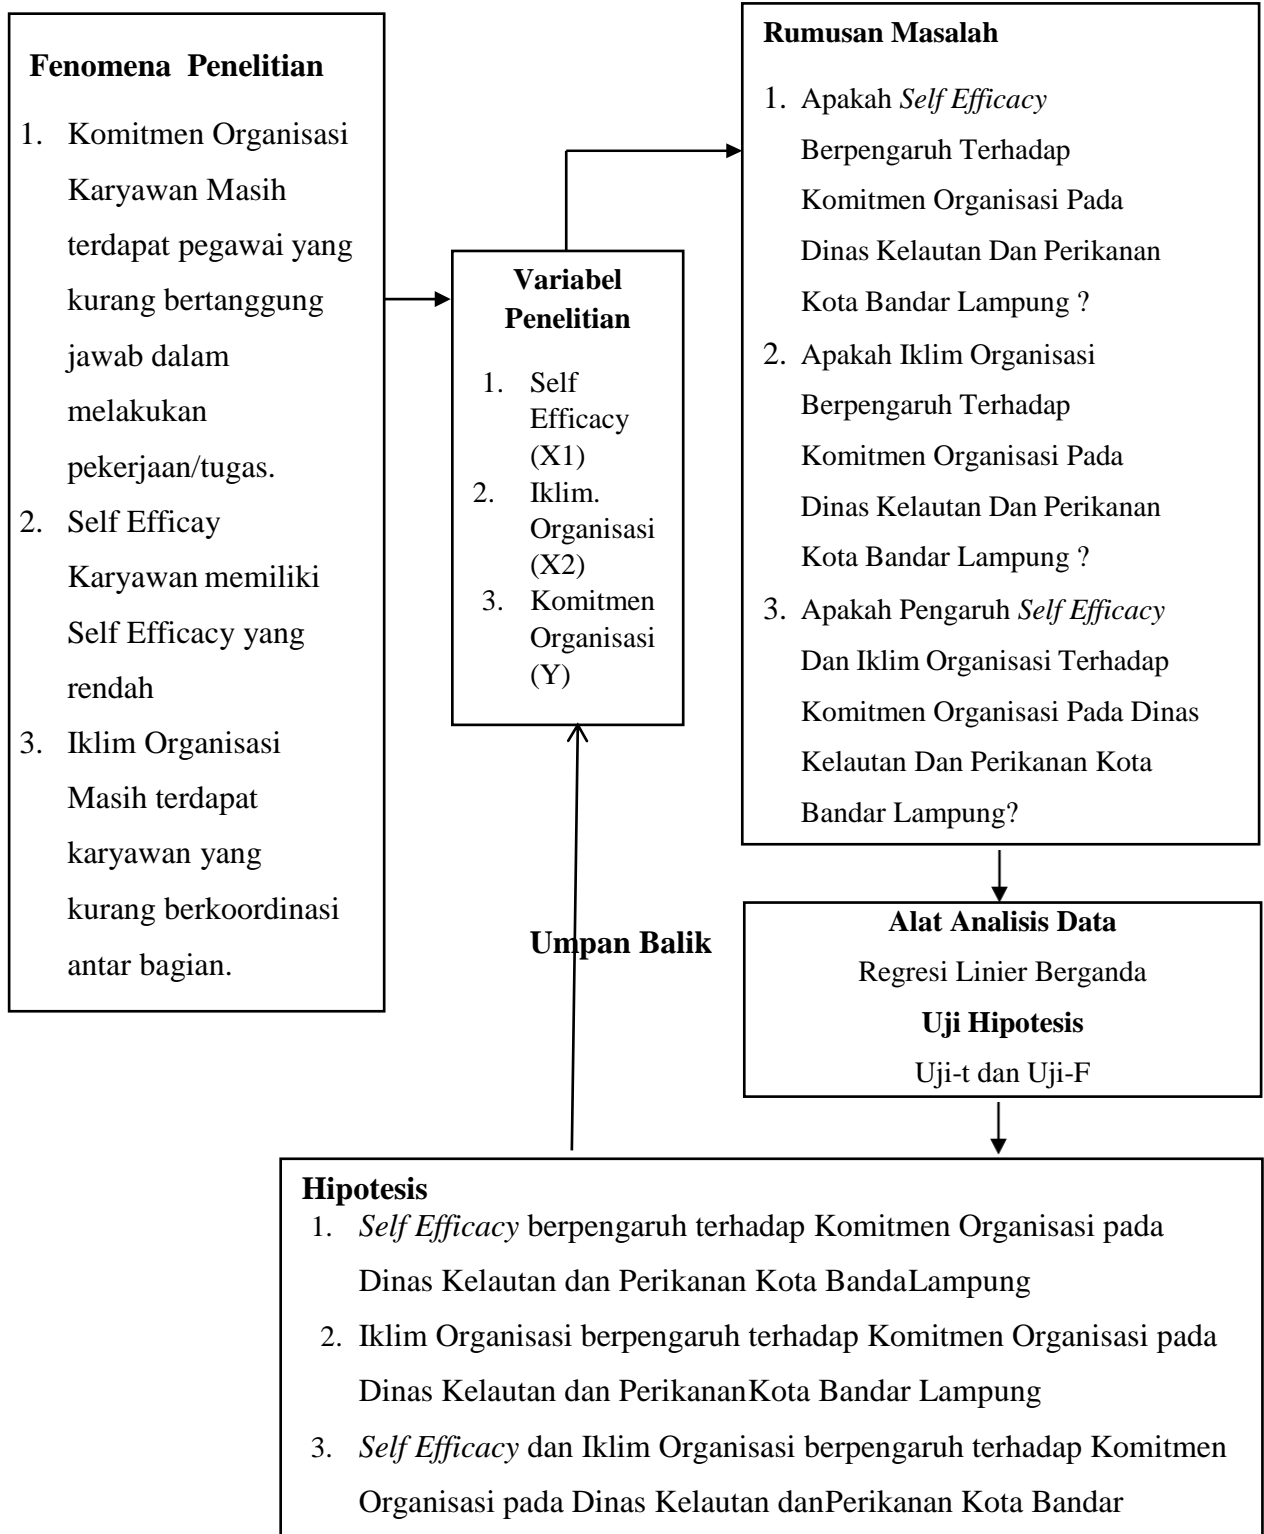 Fenomena Penelitian
1. Komitmen Organisasi
Karyawan Masih
terdapat pegawai yang
kurang bertanggung
jawab dalam
melakukan
pekerjaan/tugas.
2. Self Efficay
Karyawan memiliki
Self Efficacy yang
rendah
3. Iklim Organisasi
Masih terdapat
karyawan yang
kurang berkoordinasi
antar bagian.
Variabel
Penelitian
1. Self
Efficacy
(X1)
2. Iklim.
Organisasi
(X2)
3. Komitmen
Organisasi
(Y)
Rumusan Masalah
1. Apakah Self Efficacy
Berpengaruh Terhadap
Komitmen Organisasi Pada
Dinas Kelautan Dan Perikanan
Kota Bandar Lampung ?
2. Apakah Iklim Organisasi
Berpengaruh Terhadap
Komitmen Organisasi Pada
Dinas Kelautan Dan Perikanan
Kota Bandar Lampung ?
3. Apakah Pengaruh Self Efficacy
Dan Iklim Organisasi Terhadap
Komitmen Organisasi Pada Dinas
Kelautan Dan Perikanan Kota
Bandar Lampung?
Umpan Balik
Alat Analisis Data
Regresi Linier Berganda
Uji Hipotesis
Uji-t dan Uji-F
Hipotesis
1. Self Efficacy berpengaruh terhadap Komitmen Organisasi pada
Dinas Kelautan dan Perikanan Kota BandaLampung
2. Iklim Organisasi berpengaruh terhadap Komitmen Organisasi pada
Dinas Kelautan dan PerikananKota Bandar Lampung
3. Self Efficacy dan Iklim Organisasi berpengaruh terhadap Komitmen
Organisasi pada Dinas Kelautan danPerikanan Kota Bandar